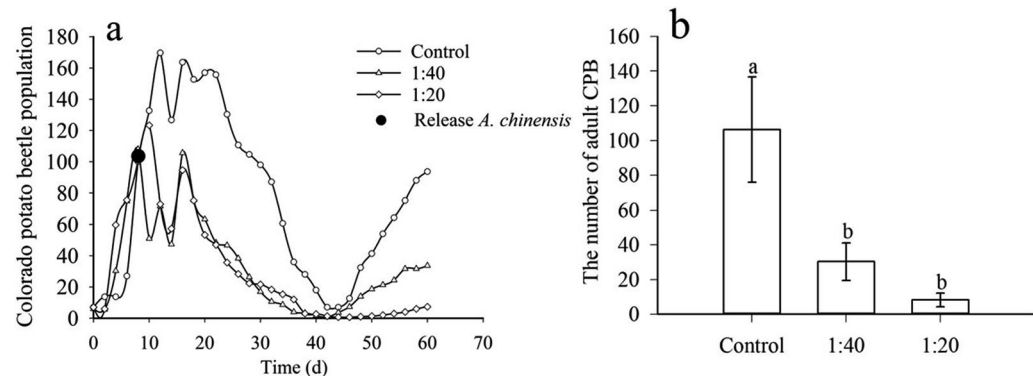 a
Colorado potato beetle population
180
160
140
120
100
80
60
40
20
0
0 10 20 30 40 50 60 70
Time (d)
Control
1:40
1:20
Release A. chinensis
b
The number of adult CPB
160
140
120
100
80
60
40
20
0
a
b
b
Control 1:40 1:20